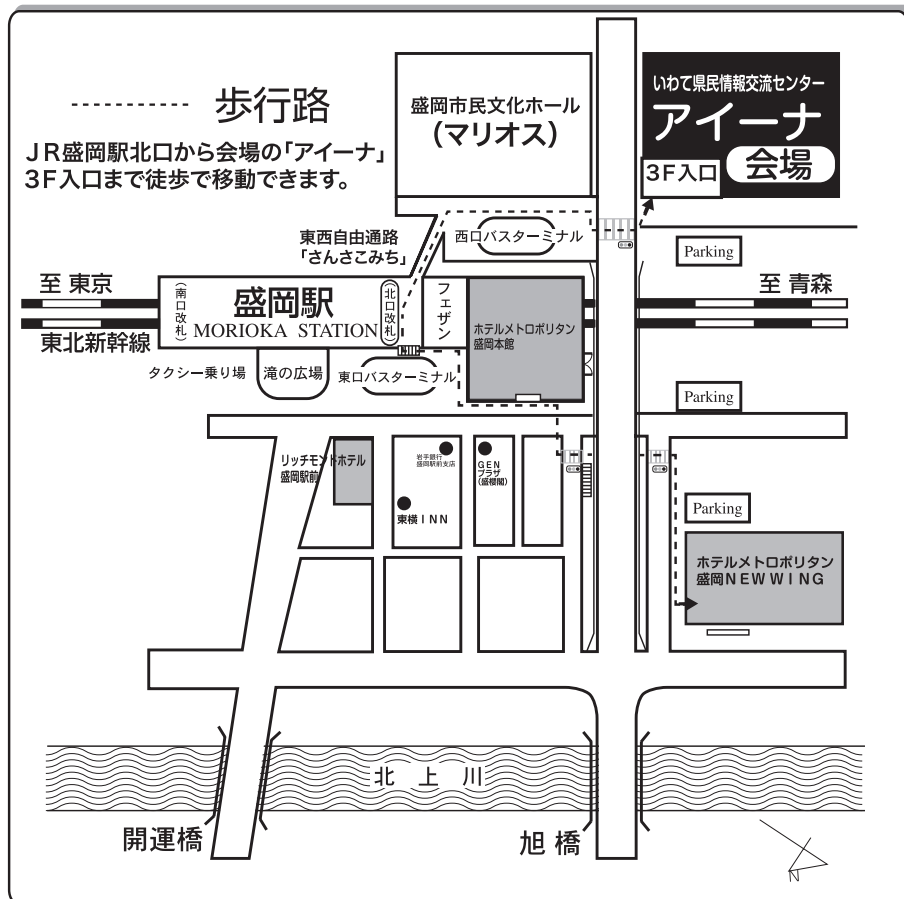 歩行路
JR盛岡駅北口から会場の「アイーナ」
3F入口まで徒歩で移動できます。
盛岡市民文化ホール
（マリオス）
いわて県民情報交流センター
アイーナ
会場
3F入口
東西自由通路
「さんさこみち」
西口バスターミナル
Parking
至 東京
東北新幹線
（南口改札）
盛岡駅
MORIOKA STATION
（北口改札）
フェザン
ホテルメトロポリタン
盛岡本館
至 青森
タクシー乗り場
滝の広場
東口バスターミナル
Parking
リッチモンドホテル
盛岡駅前
岩手銀行
盛岡駅前支店
東横INN
GEN
プラザ
（盛楼閣）
Parking
ホテルメトロポリタン
盛岡NEW WING
北上川
開運橋
旭橋
N